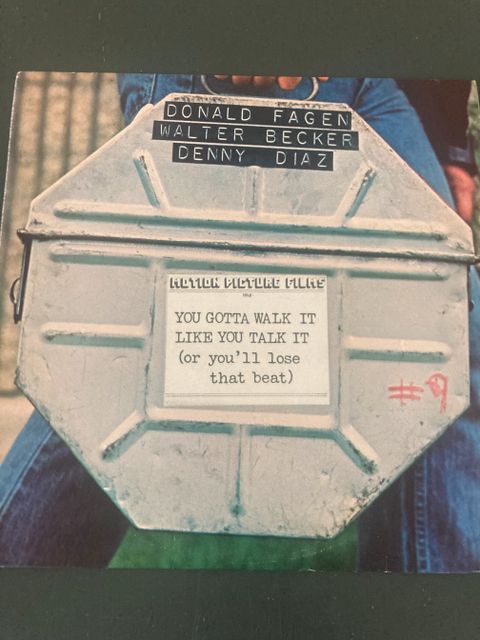 DONALD FAGEN
WALTER BECKER
DENNY DIAZ
MOTION PICTURE FILMS
YOU GOTTA WALK IT
LIKE YOU TALK IT
(or you'll lose
that beat)
#9